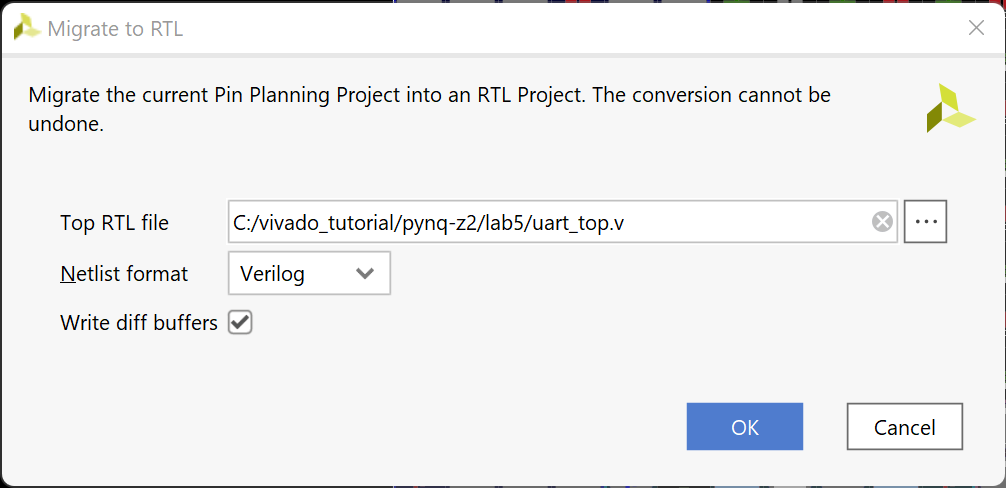 Migrate to RTL
Migrate the current Pin Planning Project into an RTL Project. The conversion cannot be
undone.
Top RTL file C:/vivado_tutorial/pynq-z2/lab5/uart_top.v ...
Netlist format Verilog
Write diff buffers
OK Cancel